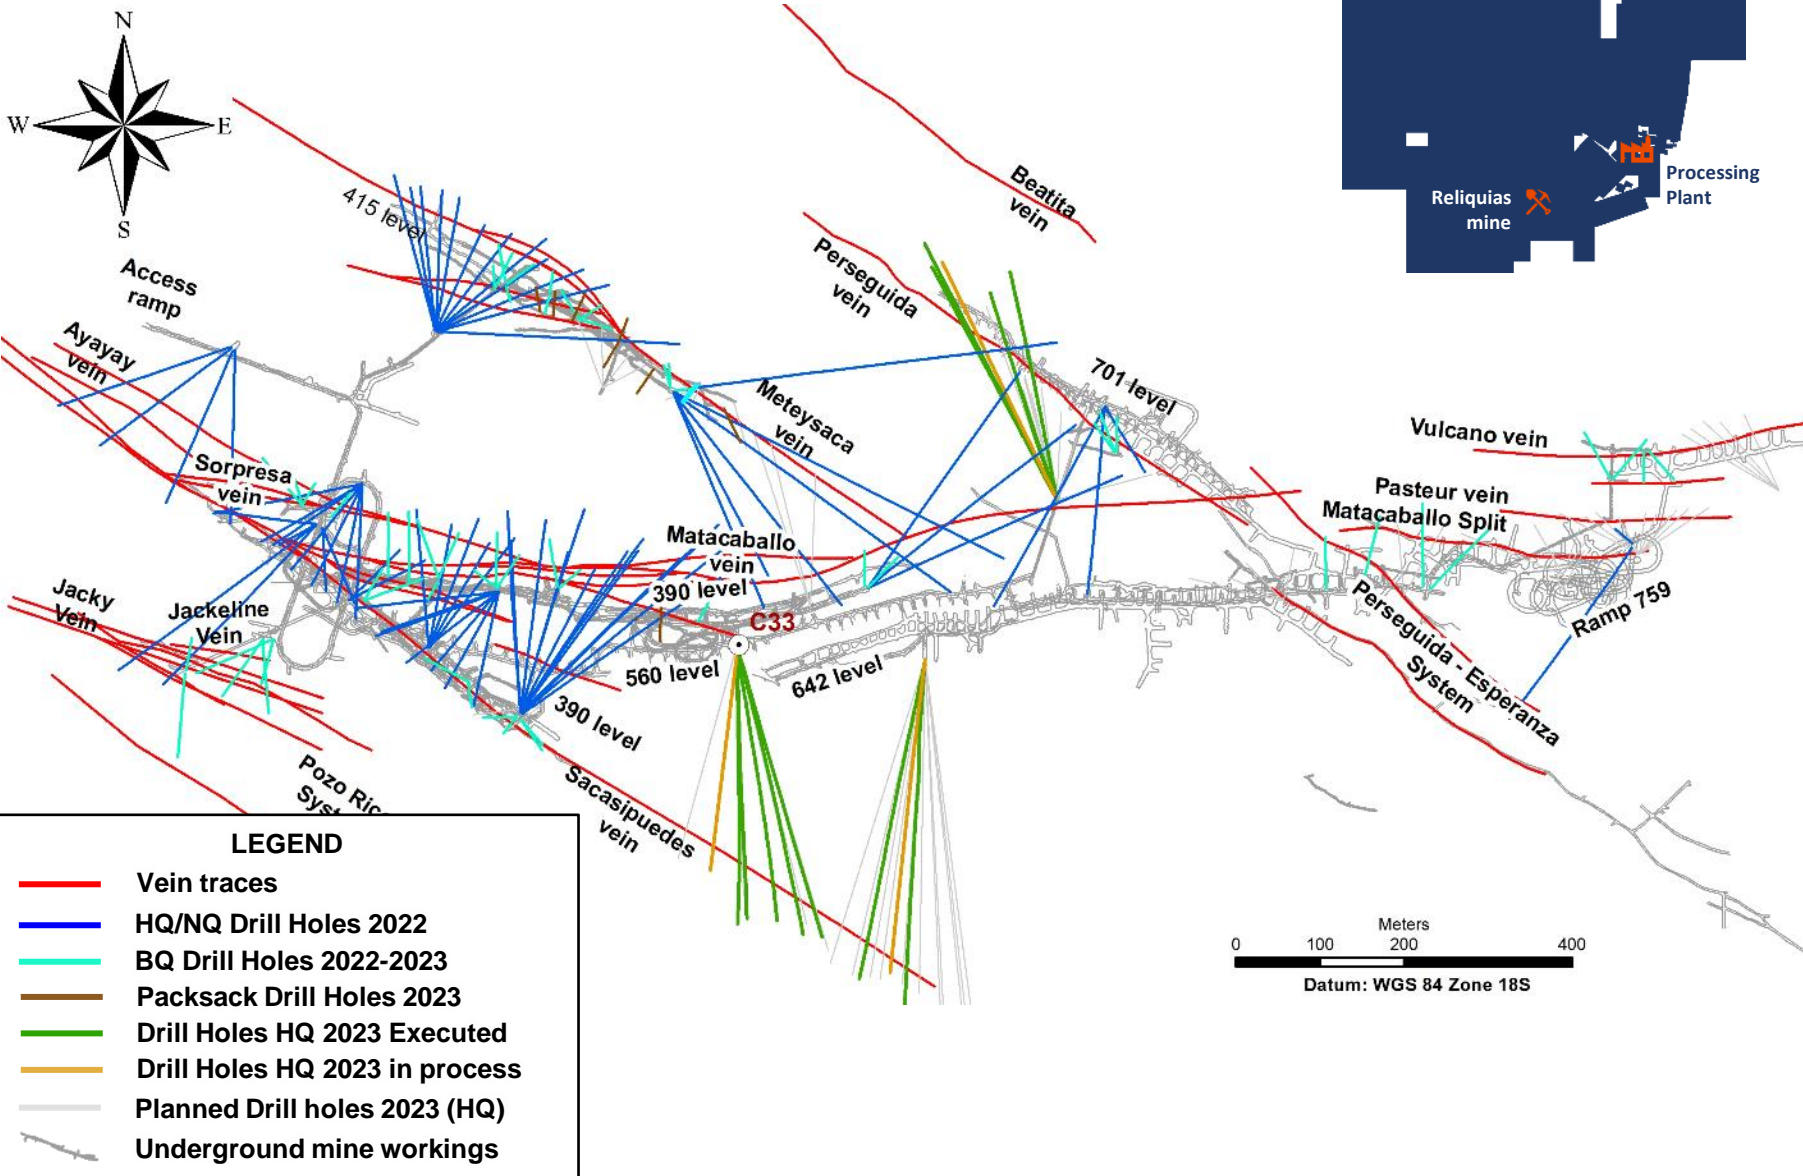 N
W
E
S
Processing
Plant
Reliquias
mine
Beatita
vein
415 level
Perseguida
vein
Access
ramp
Ayayay
vein
701 level
Meteysaca
vein
Vulcano vein
Sorpresa
vein
Pasteur vein
Matacaballo Split
Matacaballo
vein
390 level
Jacky
Vein
Jackeline
Vein
C33
Ramp 759
Perseguida - Esperanza
System
560 level
642 level
390 level
Pozo Ric
Syst
Sacasipuedes
vein
LEGEND
Vein traces
HQ/NQ Drill Holes 2022
BQ Drill Holes 2022-2023
Packsack Drill Holes 2023
Drill Holes HQ 2023 Executed
Drill Holes HQ 2023 in process
Planned Drill holes 2023 (HQ)
Underground mine workings
Meters
0 100 200 400
Datum: WGS 84 Zone 18S